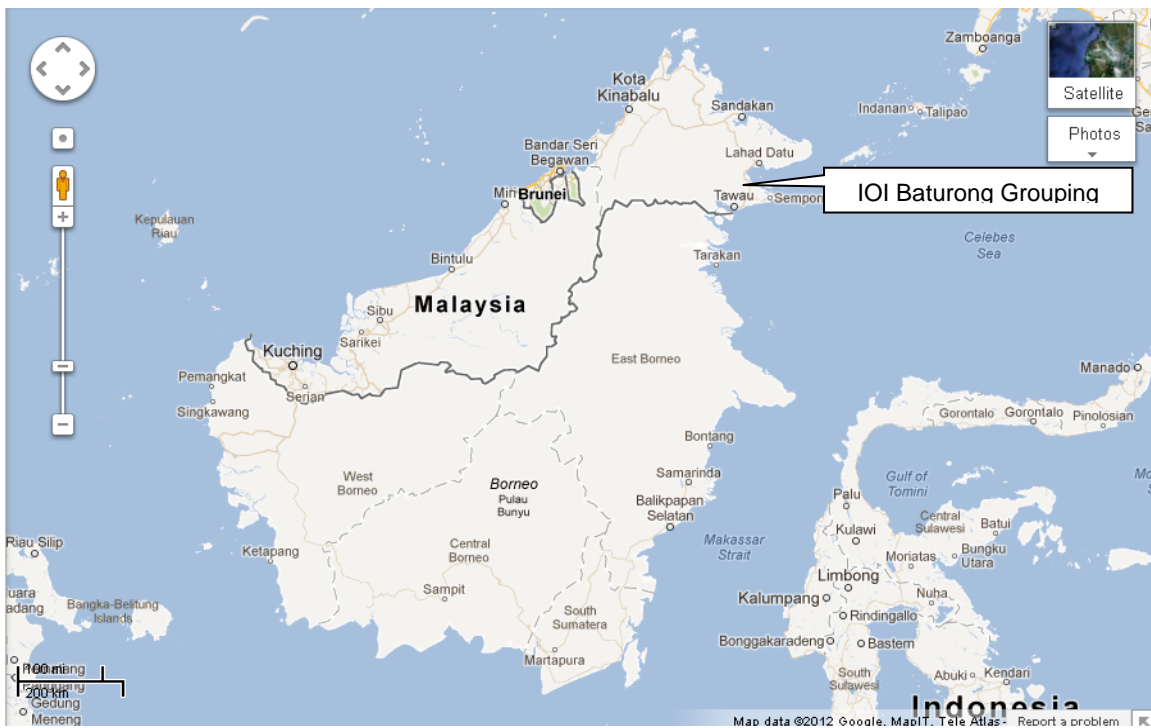 Zamboanga
Satellite
Photos
Kota
Kinabalu
Sandakan
Indanan
Talipao
Bandar Seri
Begawan
Lahad Datu
Miri
Brunei
Tawau
IOI Baturong Grouping
Kepulauan
Riau
Celebes
Sea
Bintulu
Tarakan
Malaysia
Sibu
Sarikei
Kuching
East Borneo
Pemangkat
Serian
Singkawang
Manado
Gorontalo
Gorontalo
Pinolosian
Bontang
West
Borneo
Borneo
Pulau
Bunyu
Samarinda
Gulf of
Tomini
Balikpapan
Selatan
Palu
Central
Sulawesi
Batui
Riau Silip
Ketapang
Central
Borneo
Makassar
Strait
Kulawi
Moriatas
Bungku
Utara
Bangka-Belitung
Islands
Sampit
South
Sumatera
Limbong
Kalumpang
Nuha
Rindingallo
Bonggakaradeng
Bastem
Martapura
100 mi
200 km
South
Sulawesi
Abuki
Kendari
Gedung
Meneng
Indonesia
Map data ©2012 Google, MapIT, Tele Atlas - Report a problem